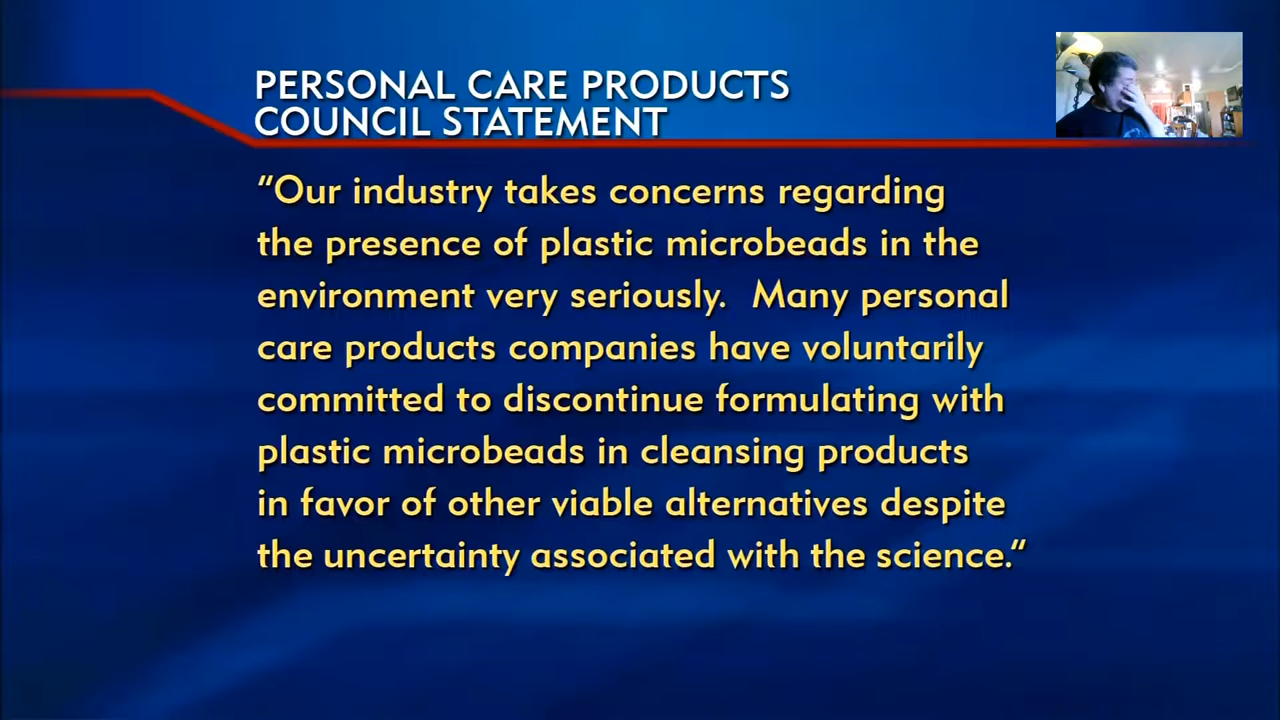 PERSONAL CARE PRODUCTS
COUNCIL STATEMENT
“Our industry takes concerns regarding
the presence of plastic microbeads in the
environment very seriously.  Many personal
care products companies have voluntarily
committed to discontinue formulating with
plastic microbeads in cleansing products
in favor of other viable alternatives despite
the uncertainty associated with the science.”